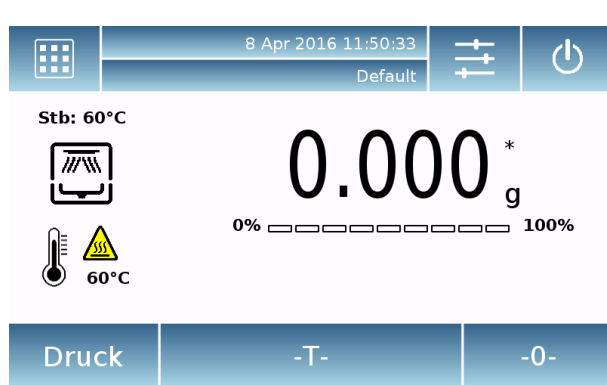 8 Apr 2016 11:50:33
Default
Stb: 60°C
0.000 *
g
0% 100%
60°C
Druck -T- -0-